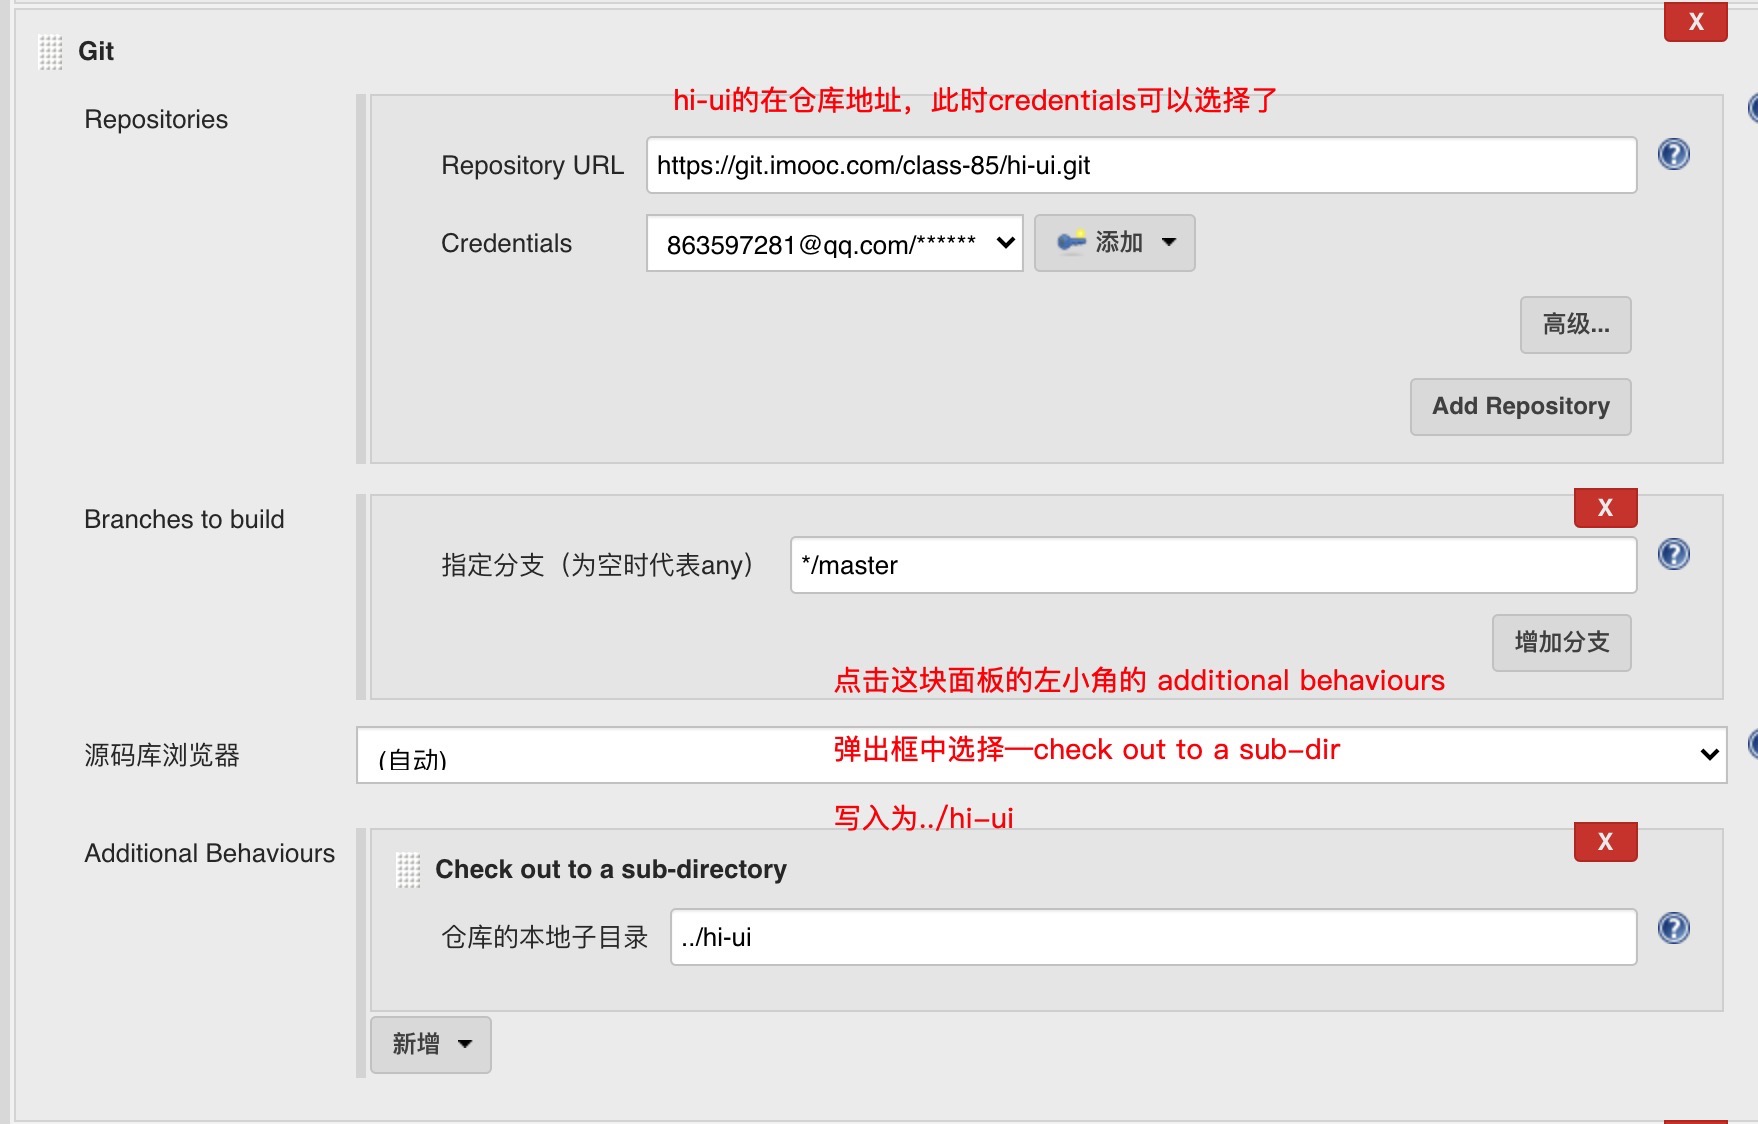 X
Git
hi-ui的在仓库地址，此时credentials可以选择了
Repositories
Repository URL https://git.imooc.com/class-85/hi-ui.git
Credentials 863597281@qq.com/****** 添加
高级...
Add Repository
X
Branches to build
指定分支（为空时代表any） */master
增加分支
点击这块面板的左小角的 additional behaviours
源码库浏览器 (自动) 弹出框中选择—check out to a sub-dir
写入为../hi-ui
X
Additional Behaviours
Check out to a sub-directory
仓库的本地子目录 ../hi-ui
新增